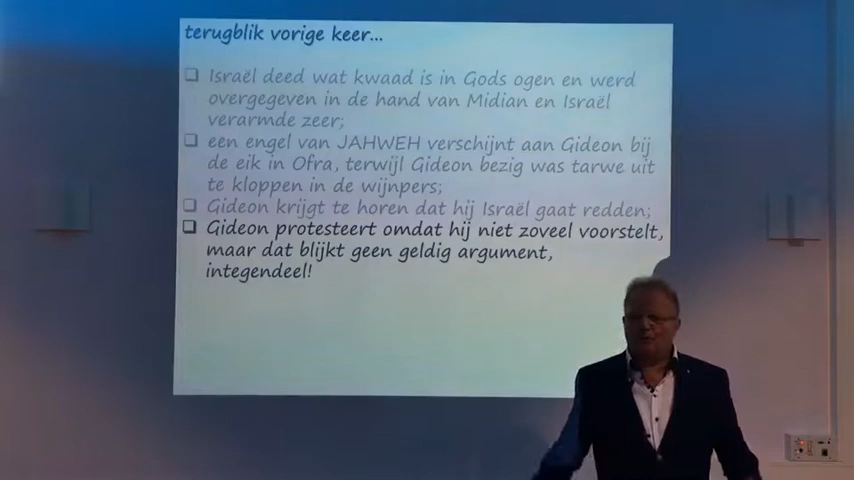 terugblik vorige keer...
❑ Israël deed wat kwaad is in Gods ogen en werd
overgegeven in de hand van Midian en Israël
verarmde zeer;
❑ een engel van JAHWEH verschijnt aan Gideon bij
de eik in Ofra, terwijl Gideon bezig was tarwe uit
te kloppen in de wijnpers;
❑ Gideon krijgt te horen dat hij Israël gaat redden;
❑ Gideon protesteert omdat hij niet zoveel voorstelt,
maar dat blijkt geen geldig argument,
integendeel!